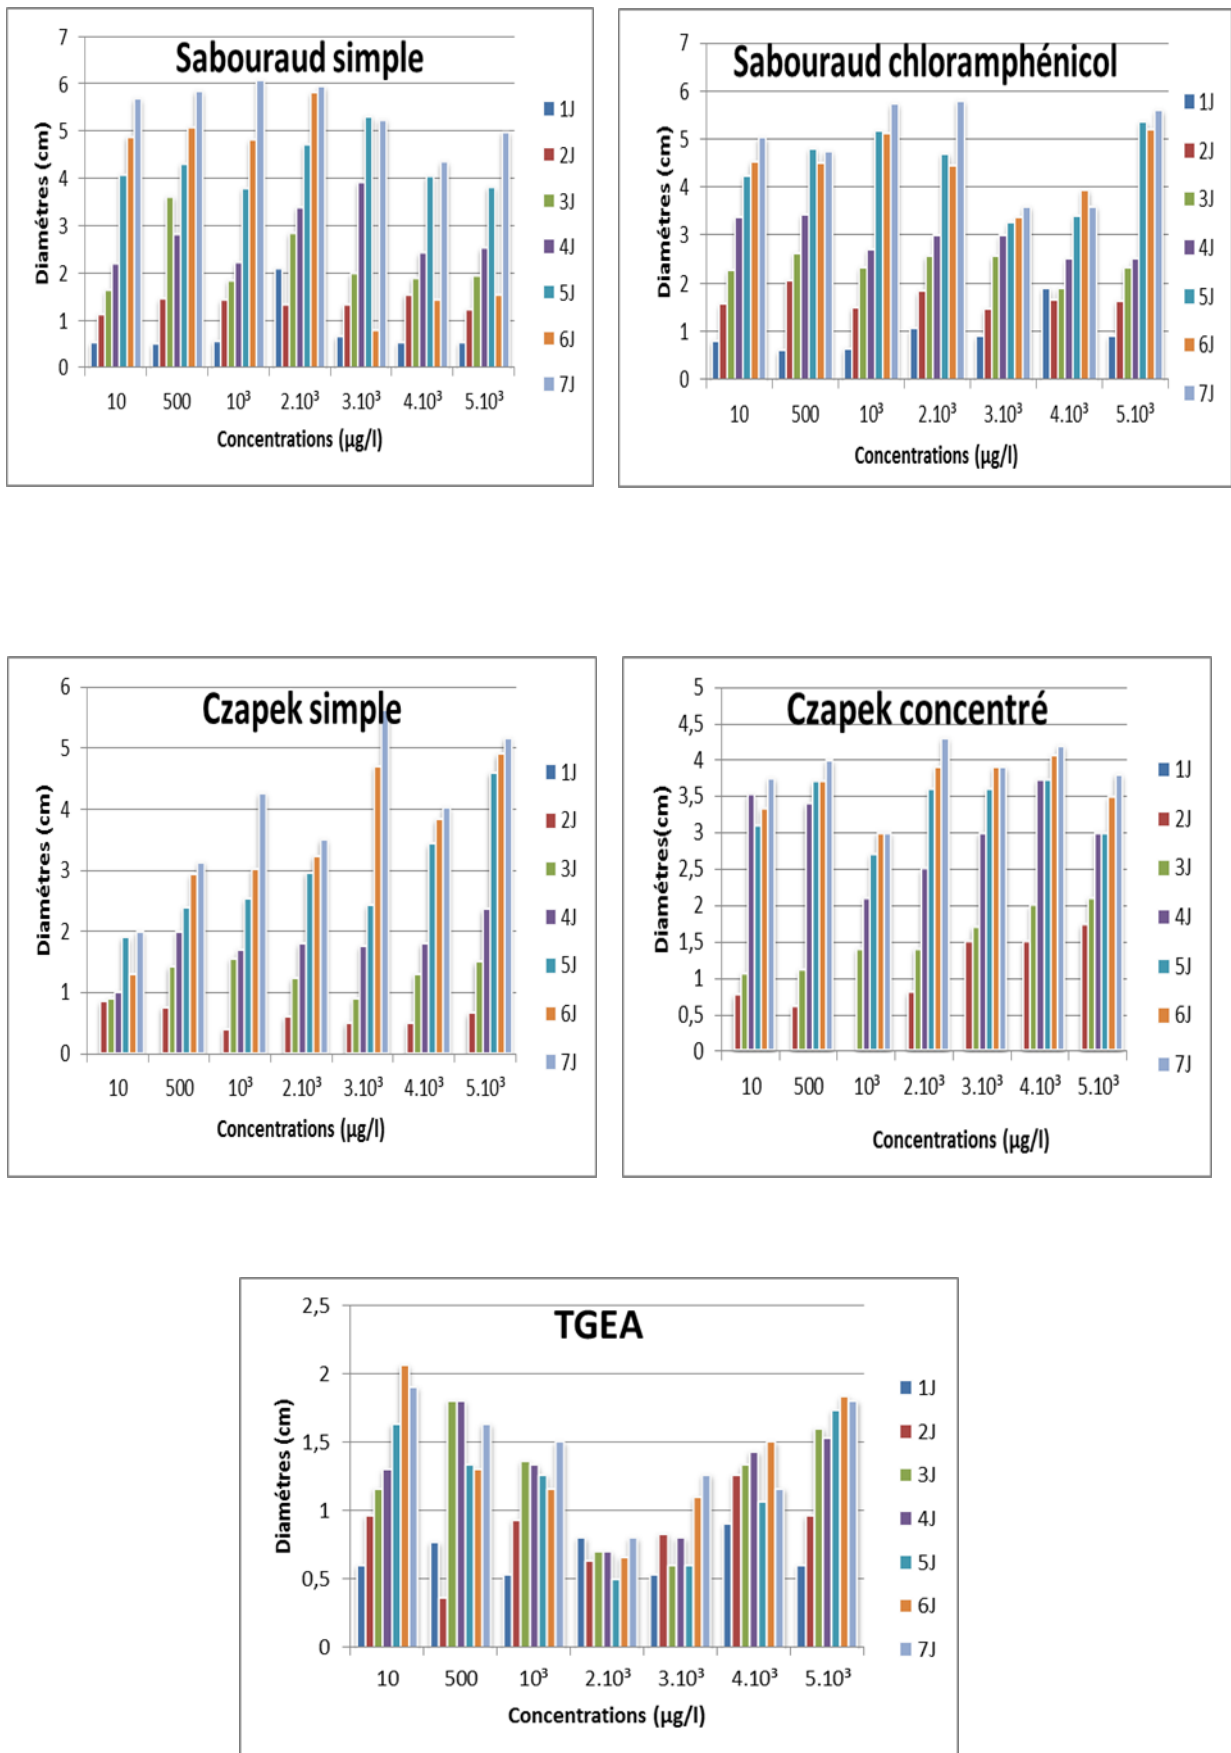 Sabouraud simple
7
6
5
4
3
2
1
0
Diamétres (cm)
10 500 10³ 2.10³ 3.10³ 4.10³ 5.10³
Concentrations (µg/l)
1J
2J
3J
4J
5J
6J
7J
Sabouraud chloramphénicol
7
6
5
4
3
2
1
0
Diamétres (cm)
10 500 10³ 2.10³ 3.10³ 4.10³ 5.10³
Concentrations (µg/l)
1J
2J
3J
4J
5J
6J
7J
Czapek simple
6
5
4
3
2
1
0
Diamétres (cm)
10 500 10³ 2.10³ 3.10³ 4.10³ 5.10³
Concentrations (µg/l)
1J
2J
3J
4J
5J
6J
7J
Czapek concentré
5
4,5
4
3,5
3
2,5
2
1,5
1
0,5
0
Diamétres(cm)
10 500 10³ 2.10³ 3.10³ 4.10³ 5.10³
Concentrations (µg/l)
1J
2J
3J
4J
5J
6J
7J
TGEA
2,5
2
1,5
1
0,5
0
Diamétres (cm)
10 500 10³ 2.10³ 3.10³ 4.10³ 5.10³
Concentrations (µg/l)
1J
2J
3J
4J
5J
6J
7J